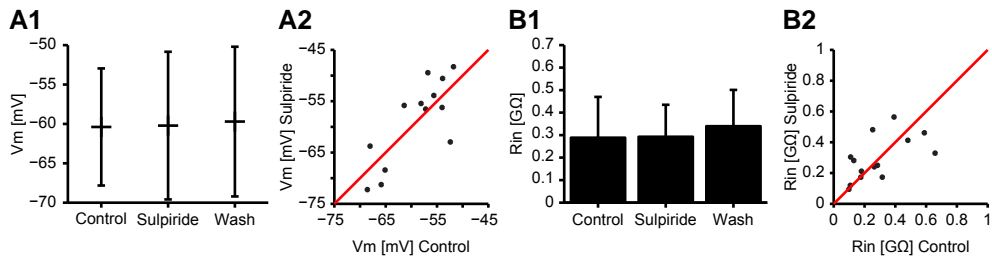 A1
Vm [mV]
−50
−55
−60
−65
−70
Control Sulpiride Wash
A2
Vm [mV] Sulpiride
−45
−55
−65
−75
−75 −65 −55 −45
Vm [mV] Control
B1
Rin [GΩ]
0.7
0.6
0.5
0.4
0.3
0.2
0.1
0
Control Sulpiride Wash
B2
Rin [GΩ] Sulpiride
1
0.8
0.6
0.4
0.2
0
0 0.2 0.4 0.6 0.8 1
Rin [GΩ] Control